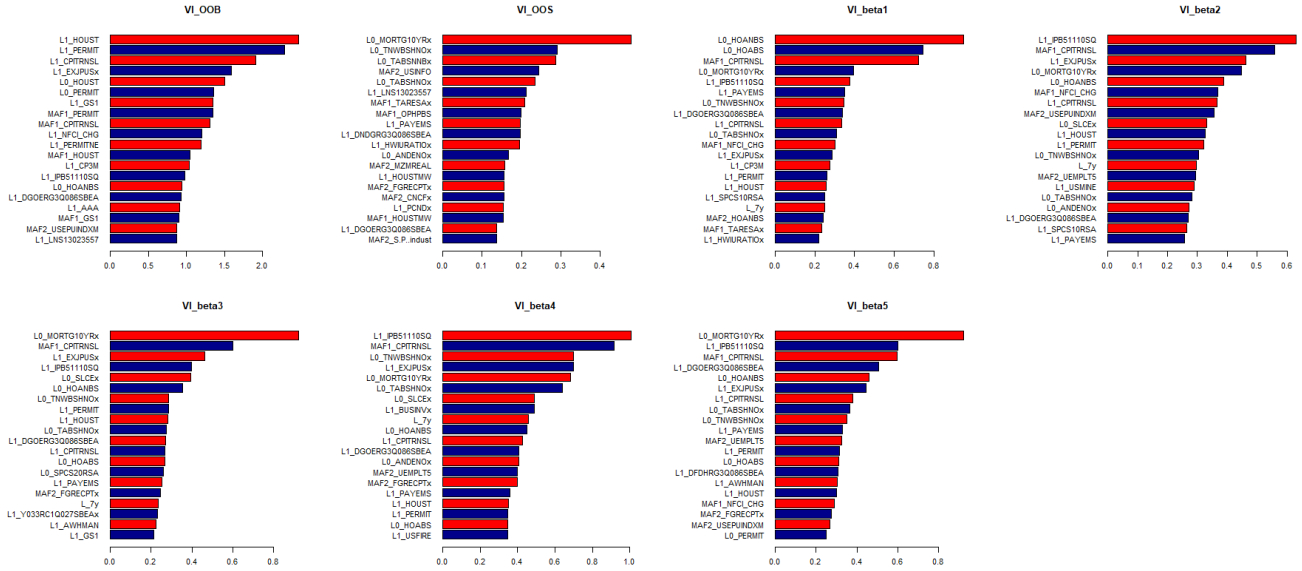 VI_OOB
L1_HOUST
L1_PERMIT
L1_CPITRNSL
L1_EXJPUSx
L0_HOUST
L0_PERMIT
L1_GS1
MAF1_PERMIT
MAF1_CPITRNSL
L1_NFCI_CHG
L1_PERMITNE
MAF1_HOUST
L1_CP3M
L1_IPB51110SQ
L0_HOANBS
L1_DGOERG3Q086SBEA
L1_AAA
MAF1_GS1
MAF2_USEPUINDXM
L1_LNS13023557
0.0 0.5 1.0 1.5 2.0
VI_OOS
L0_MORTG10YRx
L0_TNWBSHNOx
L0_TABSNNBx
MAF2_USINFO
L0_TABSHNOx
L1_LNS13023557
MAF1_TARESAx
MAF1_OPHPBS
L1_PAYEMS
L1_DNDGRG3Q086SBEA
L1_HWIURATIOx
L0_ANDENOx
MAF2_MZMREAL
L1_HOUSTMW
MAF2_FGRECPTx
MAF2_CNCFx
L1_PCNDx
MAF1_HOUSTMW
L1_DGOERG3Q086SBEA
MAF2_S.P..indust
0.0 0.1 0.2 0.3 0.4
VI_beta1
L0_HOANBS
L0_HOABS
MAF1_CPITRNSL
L0_MORTG10YRx
L1_IPB51110SQ
L1_PAYEMS
L0_TNWBSHNOx
L1_DGOERG3Q086SBEA
L1_CPITRNSL
L0_TABSHNOx
MAF1_NFCI_CHG
L1_EXJPUSx
L1_CP3M
L1_PERMIT
L1_HOUST
L1_SPCS10RSA
L_7y
MAF2_HOANBS
MAF1_TARESAx
L1_HWIURATIOx
0.0 0.2 0.4 0.6 0.8
VI_beta2
L1_IPB51110SQ
MAF1_CPITRNSL
L1_EXJPUSx
L0_MORTG10YRx
L0_HOANBS
MAF1_NFCI_CHG
L1_CPITRNSL
MAF2_USEPUINDXM
L0_SLCEx
L1_HOUST
L1_PERMIT
L0_TNWBSHNOx
L_7y
MAF2_UEMPLT5
L1_USMINE
L0_TABSHNOx
L0_ANDENOx
L1_DGOERG3Q086SBEA
L1_SPCS10RSA
L1_PAYEMS
0.0 0.1 0.2 0.3 0.4 0.5 0.6
VI_beta3
L0_MORTG10YRx
MAF1_CPITRNSL
L1_EXJPUSx
L1_IPB51110SQ
L0_SLCEx
L0_HOANBS
L0_TNWBSHNOx
L1_PERMIT
L1_HOUST
L0_TABSHNOx
L1_DGOERG3Q086SBEA
L1_CPITRNSL
L0_HOABS
L0_SPCS20RSA
L1_PAYEMS
MAF2_FGRECPTx
L_7y
L1_Y033RC1Q027SBEAx
L1_AWHMAN
L1_GS1
0.0 0.2 0.4 0.6 0.8
VI_beta4
L1_IPB51110SQ
MAF1_CPITRNSL
L0_TNWBSHNOx
L1_EXJPUSx
L0_MORTG10YRx
L0_TABSHNOx
L0_SLCEx
L1_BUSINVx
L_7y
L0_HOANBS
L1_CPITRNSL
L1_DGOERG3Q086SBEA
L0_ANDENOx
MAF2_UEMPLT5
MAF2_FGRECPTx
L1_PAYEMS
L1_HOUST
L1_PERMIT
L0_HOABS
L1_USFIRE
0.0 0.2 0.4 0.6 0.8 1.0
VI_beta5
L0_MORTG10YRx
L1_IPB51110SQ
MAF1_CPITRNSL
L1_DGOERG3Q086SBEA
L0_HOANBS
L1_EXJPUSx
L1_CPITRNSL
L0_TABSHNOx
L0_TNWBSHNOx
L1_PAYEMS
MAF2_UEMPLT5
L1_PERMIT
L0_HOABS
L1_DFDHRG3Q086SBEA
L1_AWHMAN
L1_HOUST
MAF1_NFCI_CHG
MAF2_FGRECPTx
MAF2_USEPUINDXM
L0_PERMIT
0.0 0.2 0.4 0.6 0.8